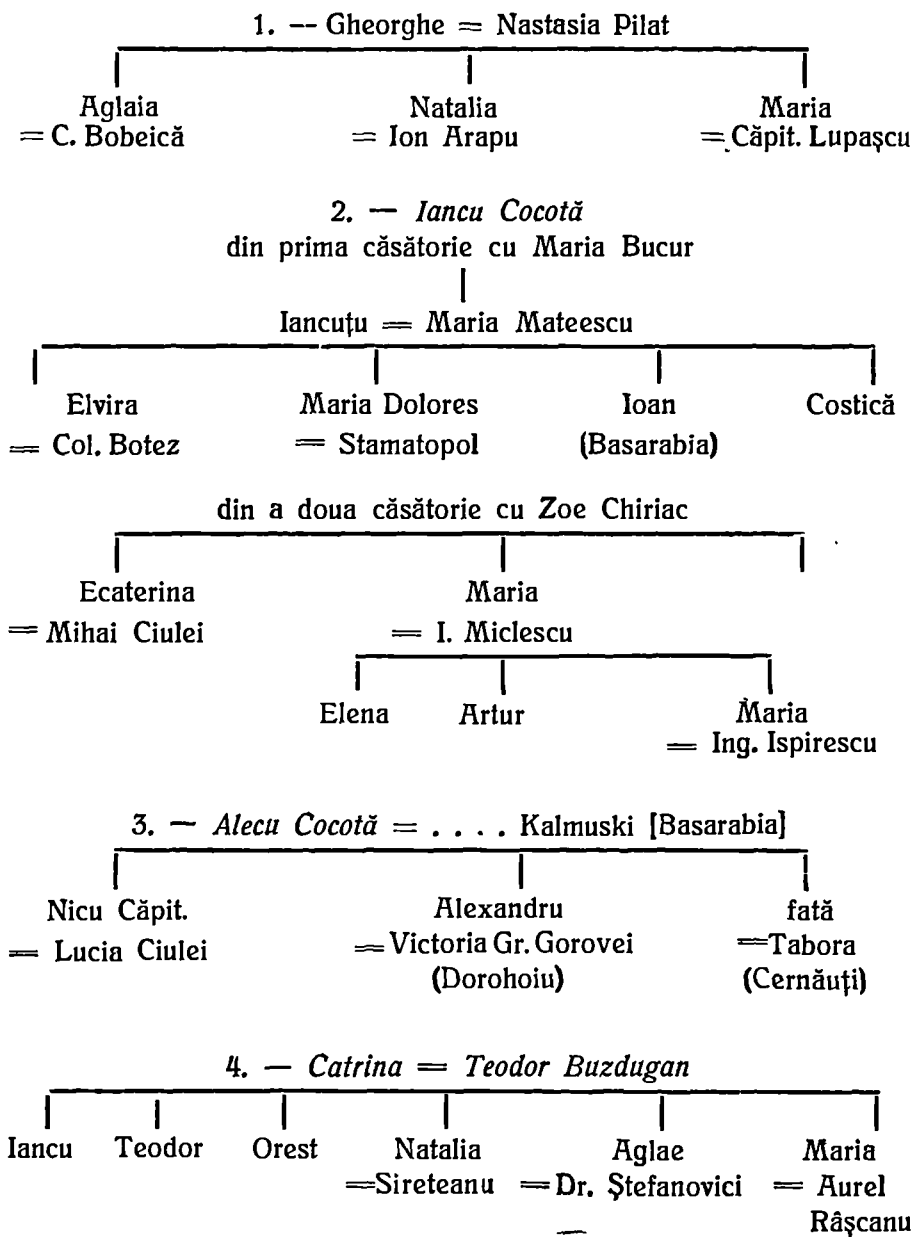 1. — Gheorghe = Nastasia Pilat
Aglaia Natalia Maria
= C. Bobeică = Ion Arapu = Căpit. Lupaşcu
2. — Iancu Cocotă
din prima căsătorie cu Maria Bucur
Iancuţu = Maria Mateescu
Elvira Maria Dolores Ioan Costică
= Col. Botez = Stamatopol (Basarabia)
din a doua căsătorie cu Zoe Chiriac
Ecaterina Maria
= Mihai Ciulei = I. Miclescu
Elena Artur Maria
= Ing. Ispirescu
3. — Alecu Cocotă = . . . . Kalmuski [Basarabia]
Nicu Căpit. Alexandru fată
= Lucia Ciulei = Victoria Gr. Gorovei = Tabora
(Dorohoiu) (Cernăuţi)
4. — Catrina = Teodor Buzdugan
Iancu Teodor Orest Natalia Aglae Maria
= Sireteanu = Dr. Ştefanovici = Aurel
Râşcanu